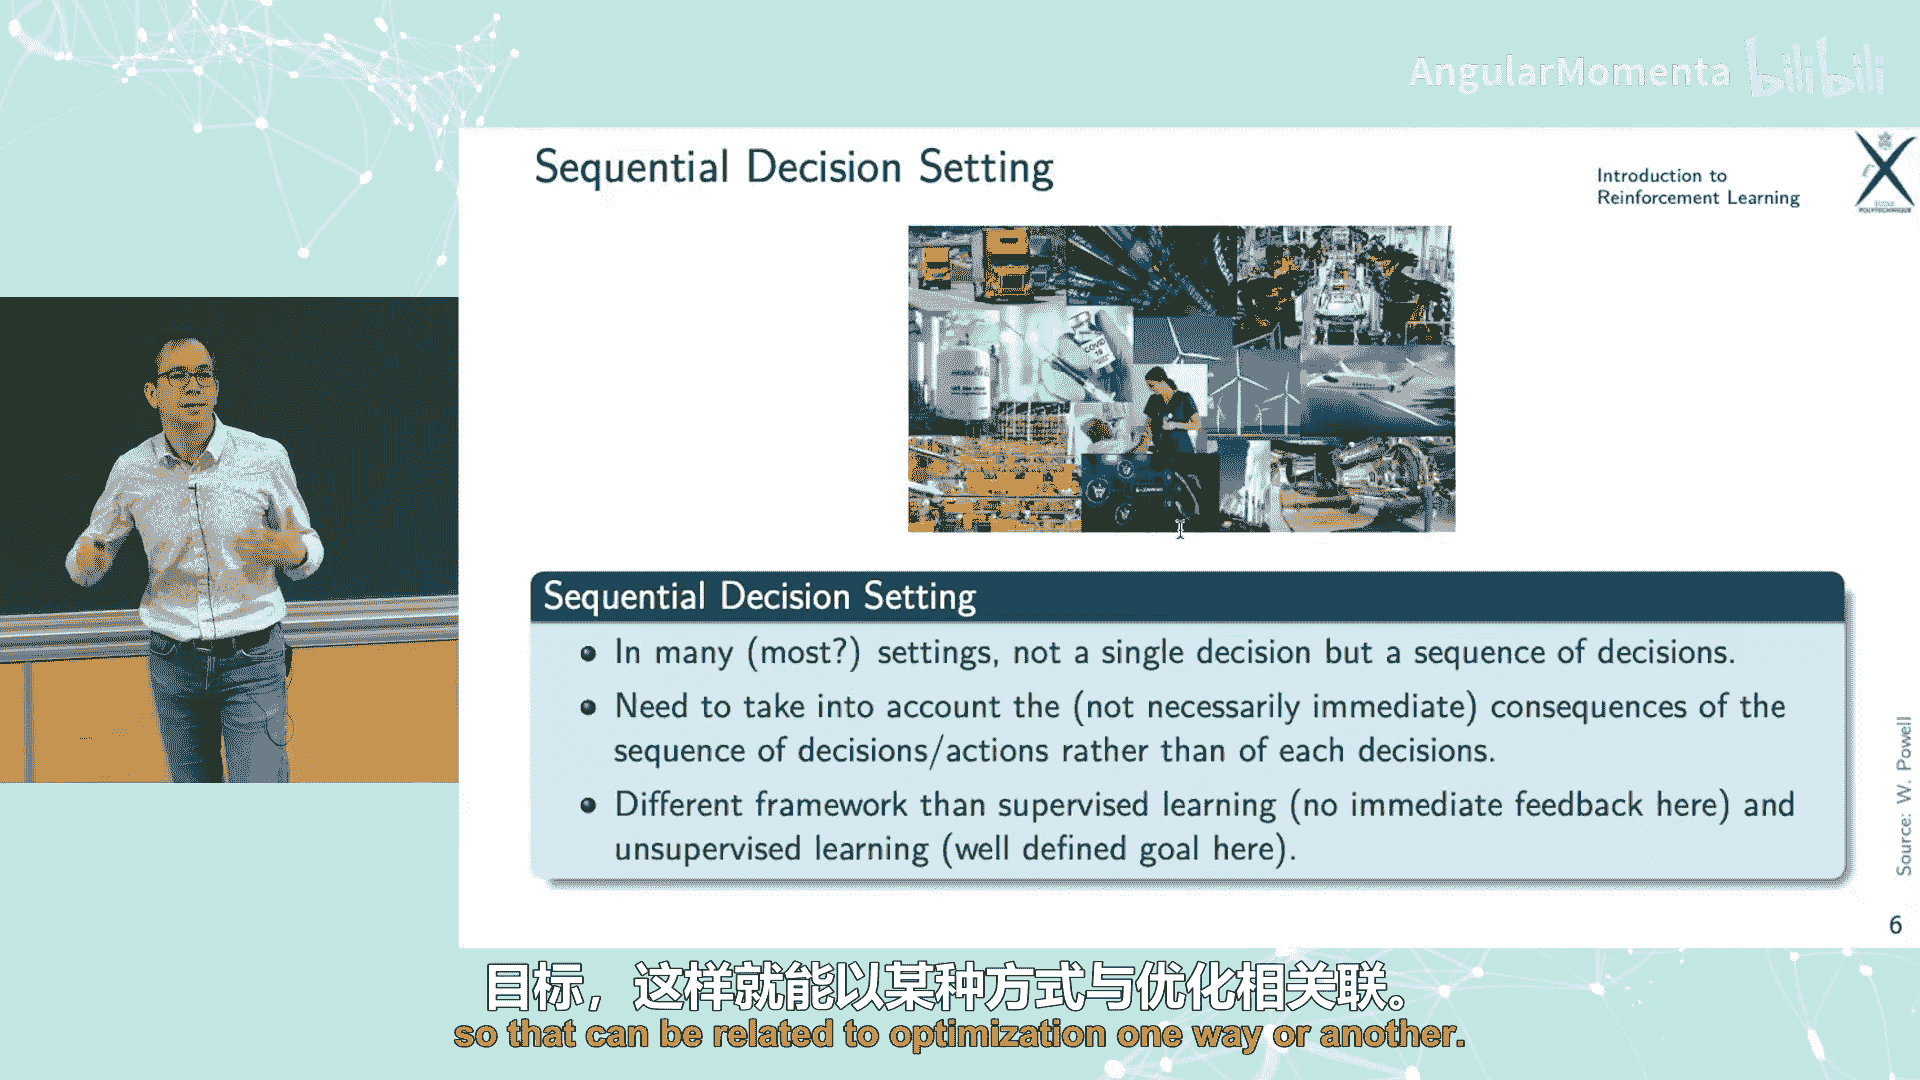 AngularMomenta bilibili
Sequential Decision Setting
Introduction to
Reinforcement Learning
COVID
19
Sequential Decision Setting
In many (most?) settings, not a single decision but a sequence of decisions.
Need to take into account the (not necessarily immediate) consequences of the
sequence of decisions/actions rather than of each decisions.
Different framework than supervised learning (no immediate feedback here) and
unsupervised learning (well defined goal here).
Source: W. Powell
6
目标，这样就能以某种方式与优化相关联。
so that can be related to optimization one way or another.